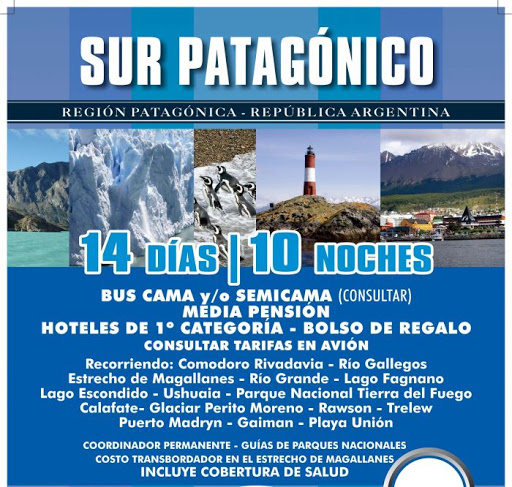 SUR PATAGÓNICO
REGIÓN PATAGÓNICA - REPÚBLICA ARGENTINA
14 DÍAS | 10 NOCHES
BUS CAMA y/o SEMICAMA (CONSULTAR)
MEDIA PENSIÓN
HOTELES DE 1º CATEGORÍA - BOLSO DE REGALO
CONSULTAR TARIFAS EN AVIÓN
Recorriendo: Comodoro Rivadavia - Río Gallegos
Estrecho de Magallanes - Río Grande - Lago Fagnano
Lago Escondido - Ushuaia - Parque Nacional Tierra del Fuego
Calafate- Glaciar Perito Moreno - Rawson - Trelew
Puerto Madryn - Gaiman - Playa Unión
COORDINADOR PERMANENTE - GUÍAS DE PARQUES NACIONALES
COSTO TRANSBORDADOR EN EL ESTRECHO DE MAGALLANES
INCLUYE COBERTURA DE SALUD